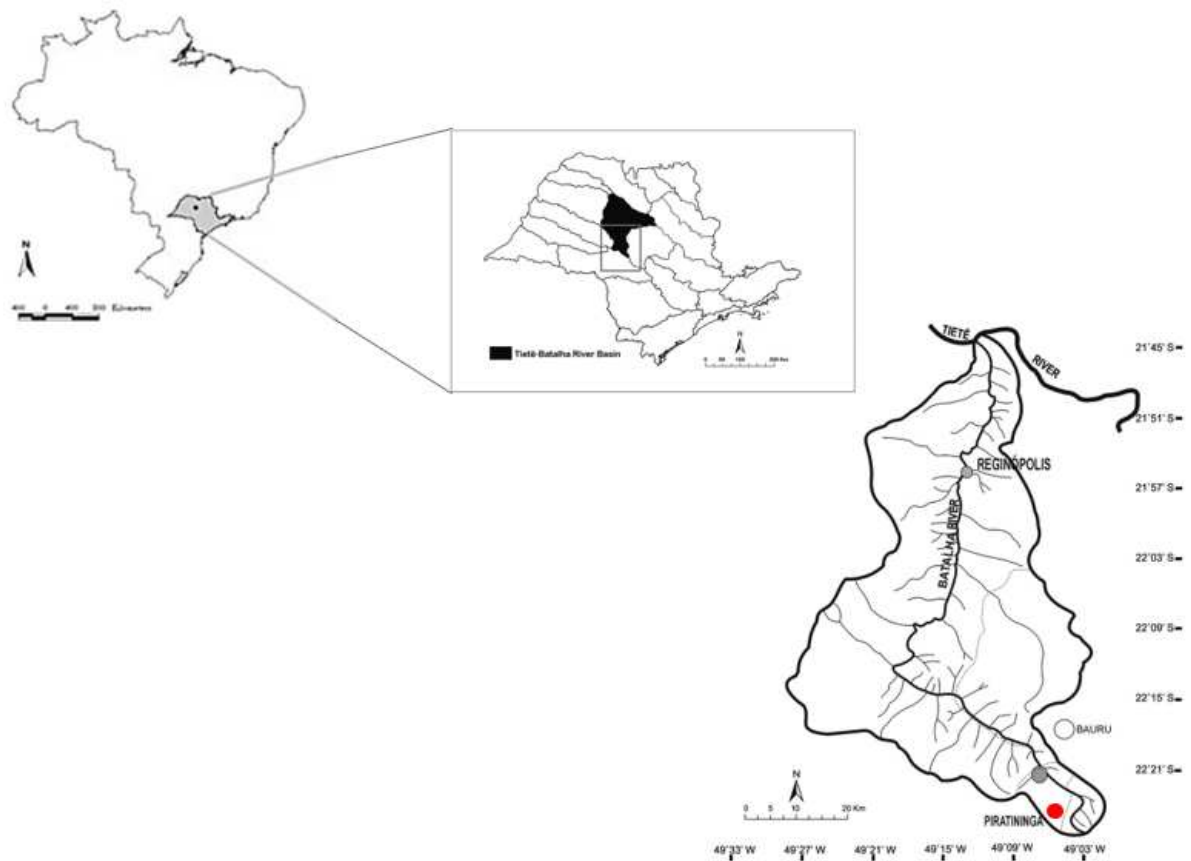 N
Tietê-Batalha River Basin
N
TIETÊ
RIVER
21°45' S
21°51' S
REGINÓPOLIS
21°57' S
BATALHA RIVER
22°03' S
22°09' S
22°15' S
BAURU
22°21' S
N
0 5 10 20 Km
PIRATININGA
49°33 W 49°27 W 49°21 W 49°15 W 49°09 W 49°03 W